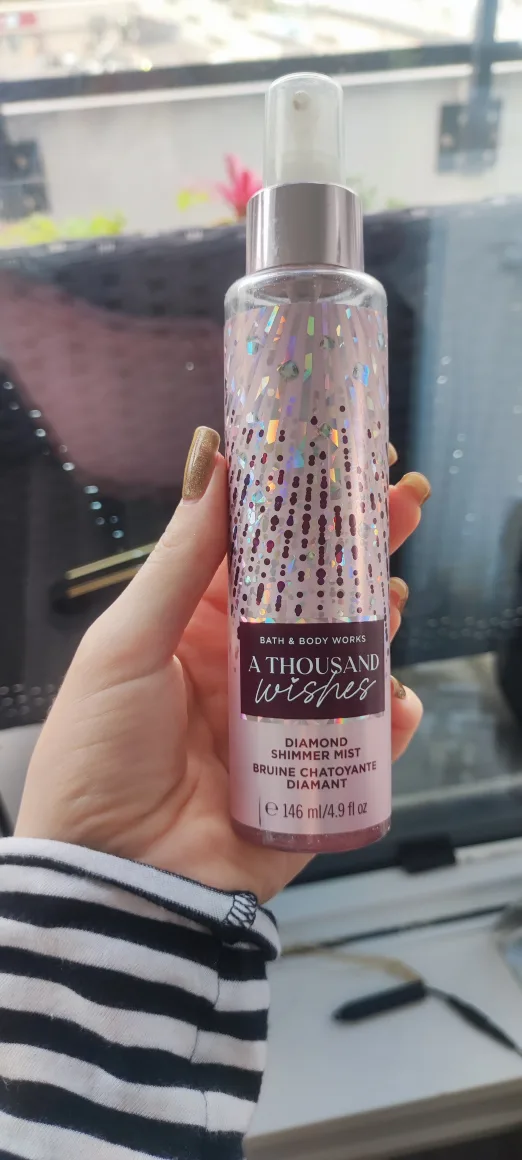 BATH & BODY WORKS
A THOUSAND
wishes
DIAMOND
SHIMMER MIST
BRUINE CHATOYANTE
DIAMANT
℮ 146 ml/4.9 fl oz